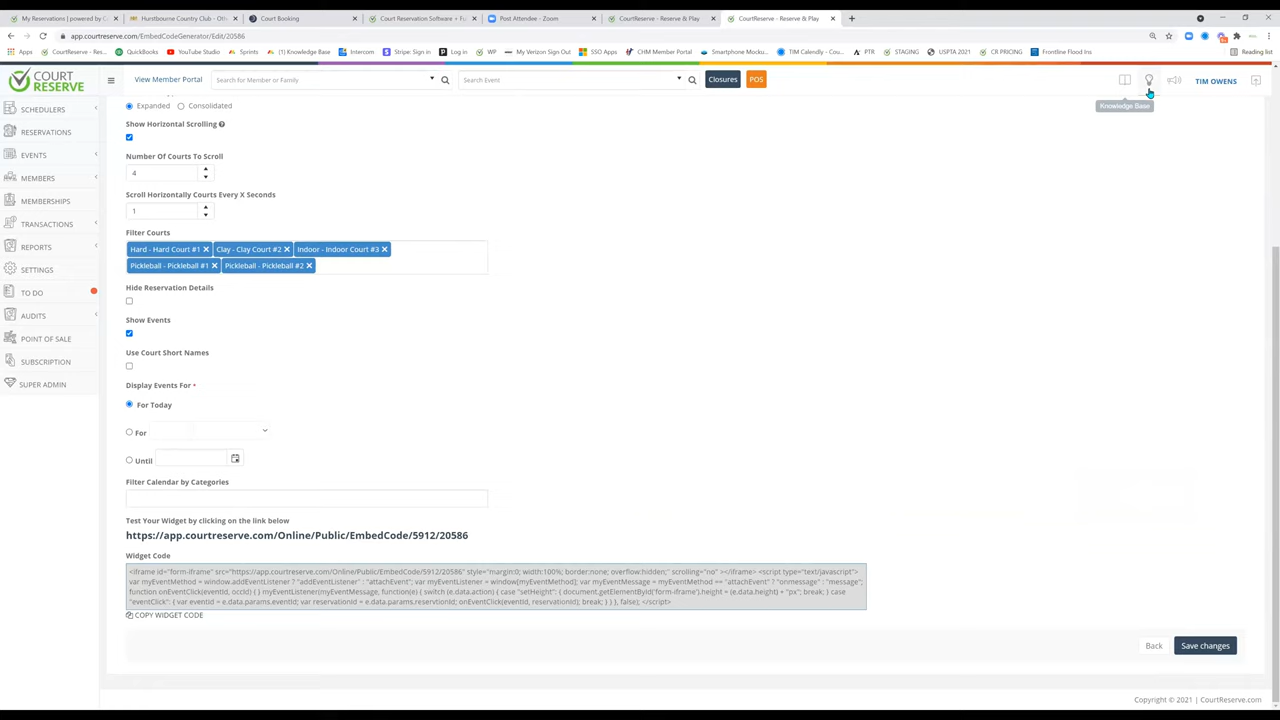 My Reservations | powered by C
Hurstbourne Country Club - Oth
Court Booking
Court Reservation Software + Fu
Post Attendee - Zoom
CourtReserve - Reserve & Play
CourtReserve - Reserve & Play
app.courtreserve.com/EmbedCodeGenerator/Edit/20586
Apps
CourtReserve - Res...
QuickBooks
YouTube Studio
Sprints
(1) Knowledge Base
Intercom
Stripe: Sign in
Log in
WP
My Verizon Sign Out
SSO Apps
CHM Member Portal
Smartphone Mocku...
TIM Calendly - Cou...
PTR
STAGING
LISPTA 2021
CR PRICING
Frontline Flood Ins
Reading list
COURT
RESERVE
View Member Portal
Search for Member or Family
Search Event
Closures
POS
TIM OWENS
Knowledge Base
SCHEDULERS
RESERVATIONS
EVENTS
MEMBERS
MEMBERSHIPS
TRANSACTIONS
REPORTS
SETTINGS
TO DO
AUDITS
POINT OF SALE
SUBSCRIPTION
SUPER ADMIN
Expanded Consolidated
Show Horizontal Scrolling
Number Of Courts To Scroll
4
Scroll Horizontally Courts Every X Seconds
1
Filter Courts
Hard - Hard Court #1 Clay - Clay Court #2 Indoor - Indoor Court #3
Pickleball - Pickleball #1 Pickleball - Pickleball #2
Hide Reservation Details
Show Events
Use Court Short Names
Display Events For *
For Today
For
Until
Filter Calendar by Categories
Test Your Widget by clicking on the link below
https://app.courtreserve.com/Online/Public/EmbedCode/5912/20586
Widget Code
<iframe id="form-iframe" src="https://app.courtreserve.com/Online/Public/EmbedCode/5912/20586" style="margin:0; width:100%; border:none; overflow:hidden;" scrolling="no" ></iframe> <script type="text/javascript">
var myEventMethod = window.addEventListener ? "addEventListener" : "attachEvent"; var myEventListener = window[myEventMethod]; var myEventMessage = myEventMethod == "attachEvent" ? "onmessage" : "message";
function onEventClick(eventId, occId) { } myEventListener(myEventMessage, function(e) { switch (e.data.action) { case "setHeight": { document.getElementById('form-iframe').height = (e.data.height) + "px"; break; } case
"eventClick": { var eventId = e.data.params.eventId; var reservationId = e.data.params.reservtionId; onEventClick(eventId, reservationId); break; } } }, false); </script>
COPY WIDGET CODE
Back
Save changes
Copyright © 2021 | CourtReserve.com